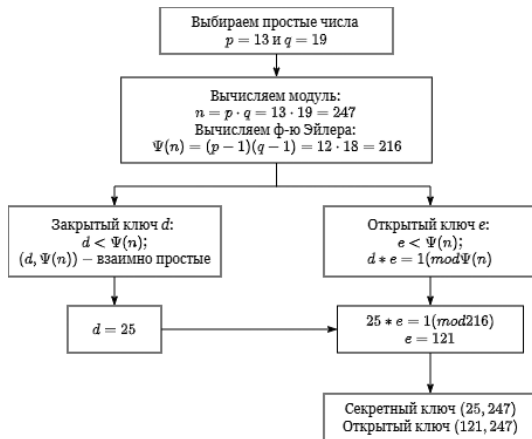 Выбираем простые числа
p = 13 и q = 19
Вычисляем модуль:
n = p · q = 13 · 19 = 247
Вычисляем ф-ю Эйлера:
Ψ(n) = (p − 1)(q − 1) = 12 · 18 = 216
Закрытый ключ d:
d < Ψ(n);
(d, Ψ(n)) − взаимно простые
Открытый ключ e:
e < Ψ(n);
d * e = 1(modΨ(n)
d = 25
25 * e = 1(mod216)
e = 121
Секретный ключ (25, 247)
Открытый ключ (121, 247)